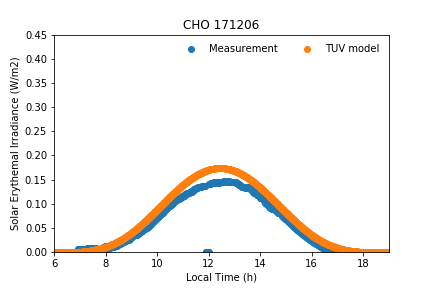 CHO 171206
Measurement
TUV model
Solar Erythemal Irradiance (W/m2)
0.45
0.40
0.35
0.30
0.25
0.20
0.15
0.10
0.05
0.00
6 8 10 12 14 16 18
Local Time (h)